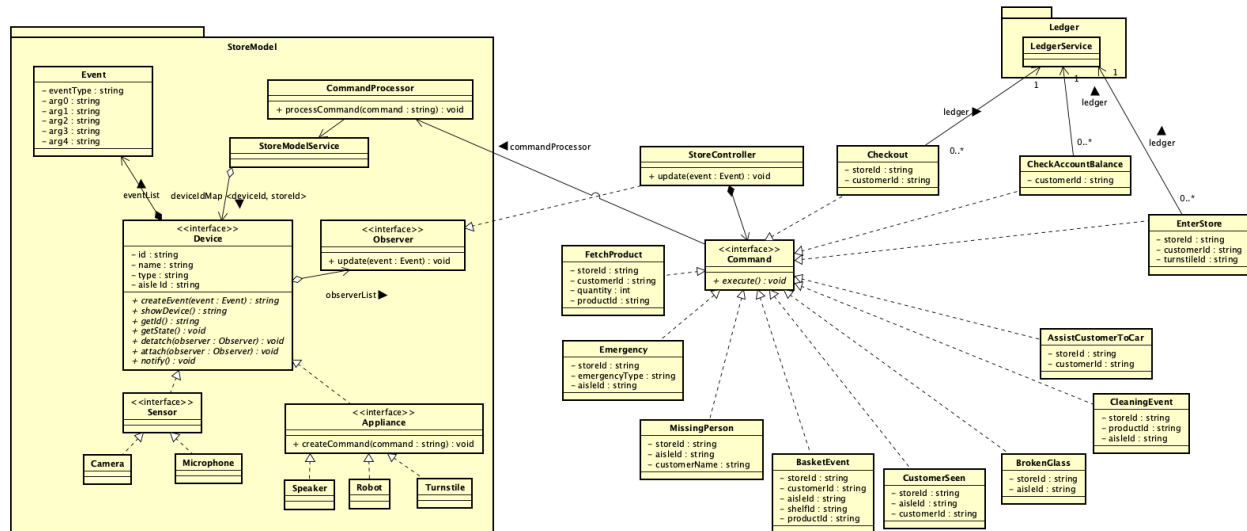 StoreModel
Event
– eventType : string
– arg0 : string
– arg1 : string
– arg2 : string
– arg3 : string
– arg4 : string
CommandProcessor
+ processCommand(command : string) : void
StoreModelService
eventList
deviceIdMap <deviceId, storeId>
<<interface>>
Device
– id : string
– name : string
– type : string
– aisle Id : string
+ createEvent(event : Event) : string
+ showDevice() : string
+ getId() : string
+ getState() : void
+ detatch(observer : Observer) : void
+ attach(observer : Observer) : void
+ notify() : void
<<interface>>
Observer
+ update(event : Event) : void
observerList
<<interface>>
Sensor
Camera
Microphone
<<interface>>
Appliance
+ createCommand(command : string) : void
Speaker
Robot
Turnstile
commandProcessor
StoreController
+ update(event : Event) : void
<<interface>>
Command
+ execute() : void
Ledger
LedgerService
1
1
1
ledger
ledger
ledger
0..*
0..*
0..*
Checkout
– storeId : string
– customerId : string
CheckAccountBalance
– customerId : string
EnterStore
– storeId : string
– customerId : string
– turnstileId : string
FetchProduct
– storeId : string
– customerId : string
– quantity : int
– productId : string
Emergency
– storeId : string
– emergencyType : string
– aisleId : string
MissingPerson
– storeId : string
– aisleId : string
– customerName : string
BasketEvent
– storeId : string
– customerId : string
– aisleId : string
– shelfId : string
– productId : string
CustomerSeen
– storeId : string
– aisleId : string
– customerId : string
BrokenGlass
– storeId : string
– aisleId : string
CleaningEvent
– storeId : string
– productId : string
– aisleId : string
AssistCustomerToCar
– storeId : string
– customerId : string